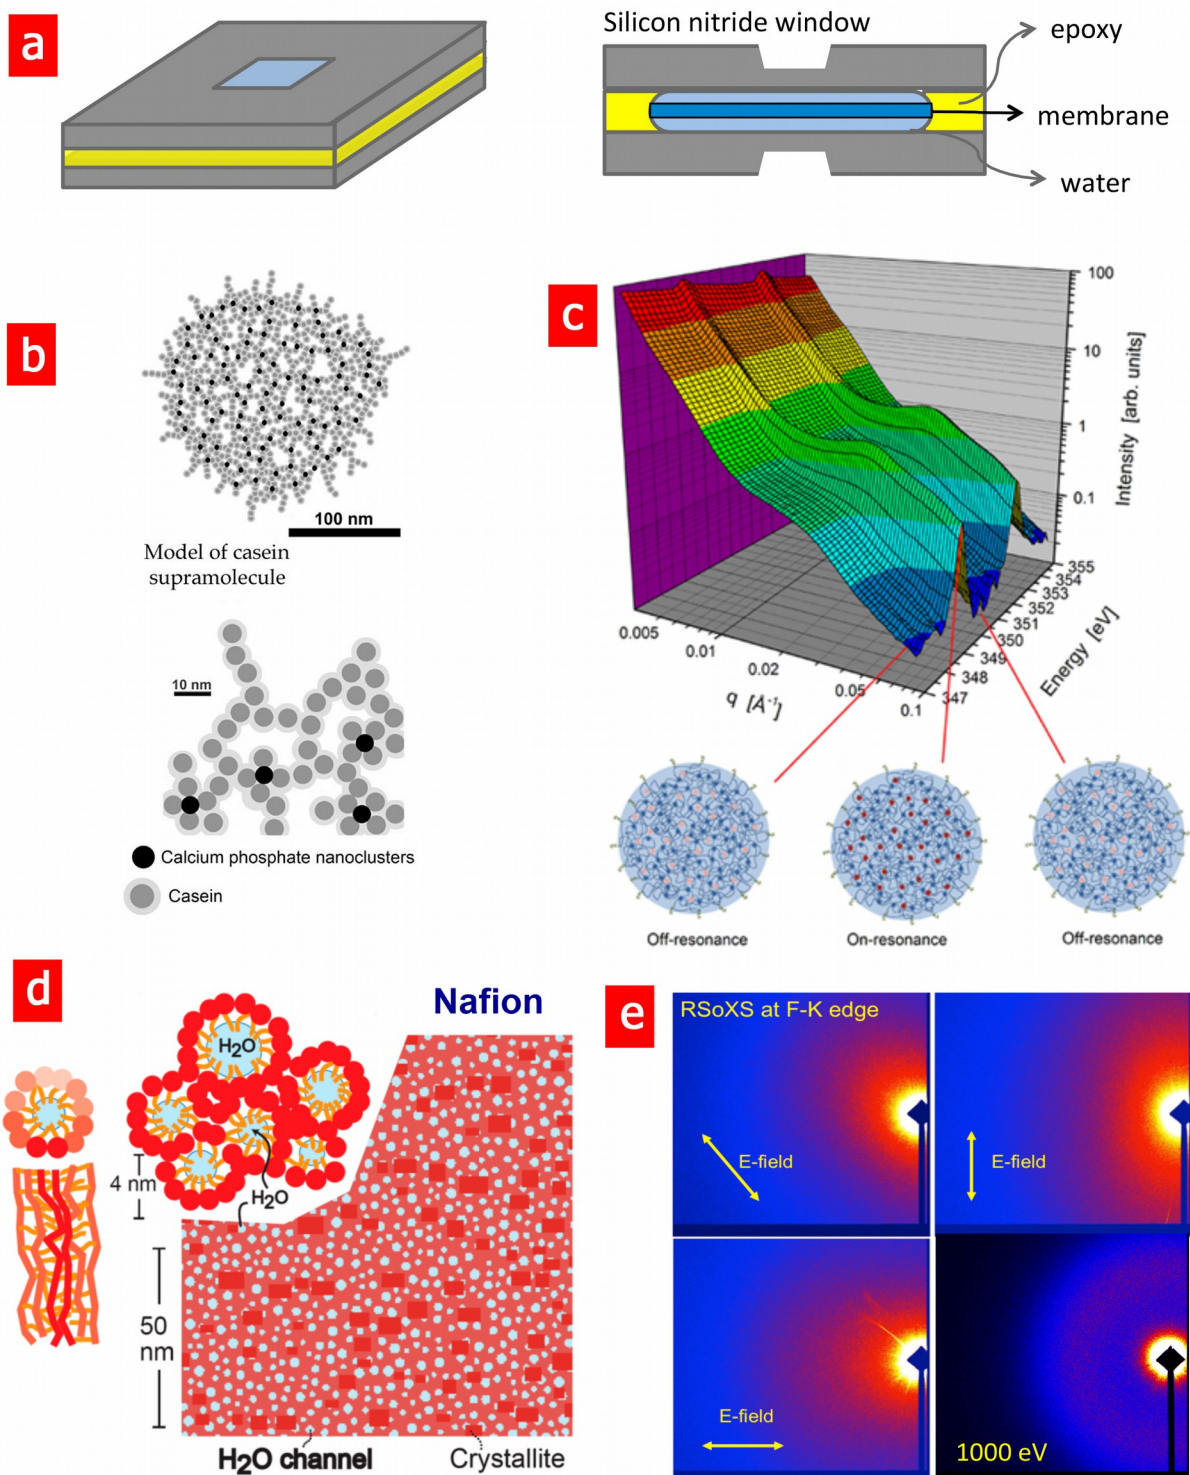 a
Silicon nitride window
epoxy
membrane
water
b
100 nm
Model of casein
supramolecule
10 nm
Calcium phosphate nanoclusters
Casein
c
100
10
1
0.1
Intensity [arb. units]
355
354
353
352
351
350
349
348
347
Energy [eV]
0.005
0.01
0.02
0.05
0.1
q [Å⁻¹]
Off-resonance
On-resonance
Off-resonance
d
Nafion
H₂O
4 nm
H₂O
50
nm
H₂O channel
Crystallite
e
RSoXS at F-K edge
E-field
E-field
E-field
1000 eV